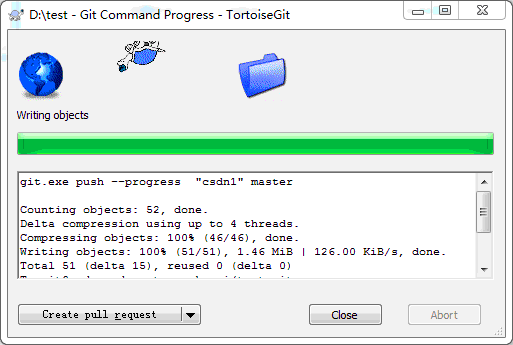 D:\test - Git Command Progress - TortoiseGit
Writing objects
git.exe push --progress  "csdn1" master
Counting objects: 52, done.
Delta compression using up to 4 threads.
Compressing objects: 100% (46/46), done.
Writing objects: 100% (51/51), 1.46 MiB | 126.00 KiB/s, done.
Total 51 (delta 15), reused 0 (delta 0)
Create pull request
Close
Abort